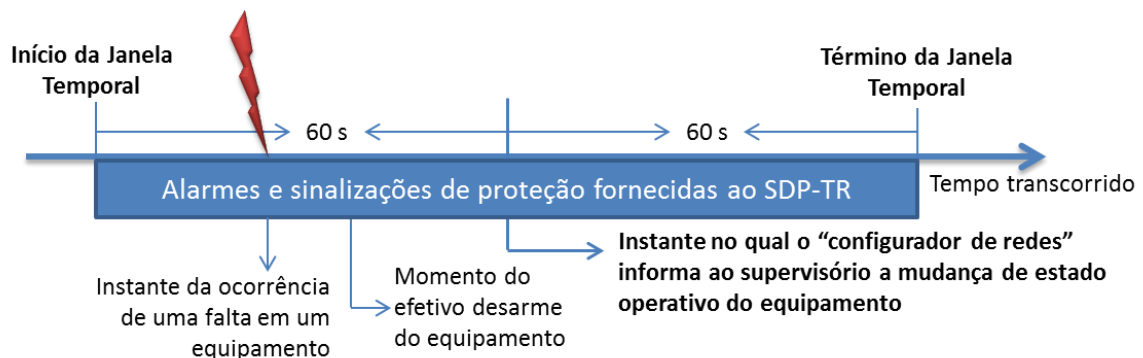 Início da Janela
Temporal
Término da Janela
Temporal
60 s
60 s
Alarmes e sinalizações de proteção fornecidas ao SDP-TR
Tempo transcorrido
Instante da ocorrência
de uma falta em um
equipamento
Momento do
efetivo desarme
do equipamento
Instante no qual o “configurador de redes”
informa ao supervisório a mudança de estado
operativo do equipamento